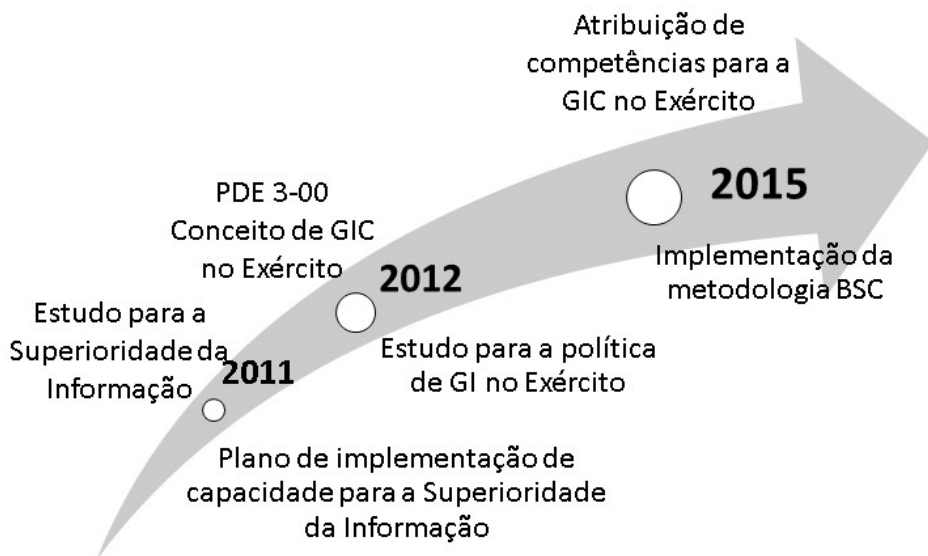 Atribuição de
competências para a
GIC no Exército
2015
Implementação da
metodologia BSC
PDE 3-00
Conceito de GIC
no Exército
2012
Estudo para a política
de GI no Exército
Estudo para a
Superioridade da
Informação
2011
Plano de implementação de
capacidade para a Superioridade
da Informação